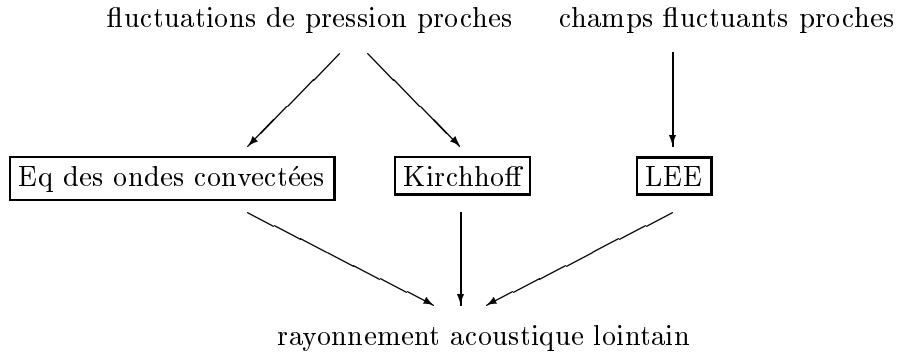 fluctuations de pression proches
champs fluctuants proches
Eq des ondes convectées
Kirchhoff
LEE
rayonnement acoustique lointain